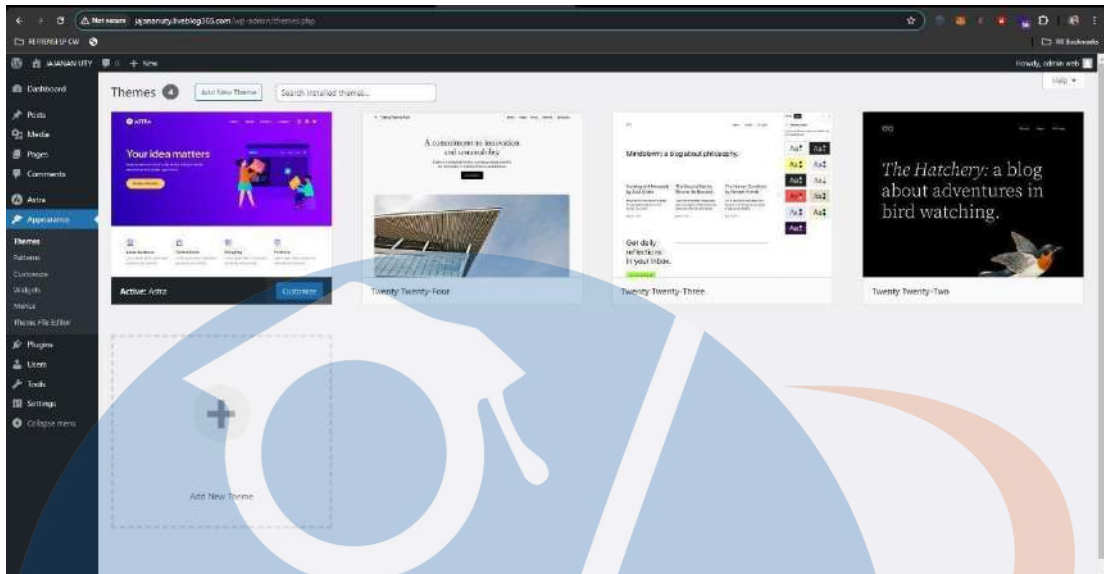 Not secure jajananuty.liveblog365.com/wp-admin/themes.php
All Bookmarks
JAJANAN UTY 0 + New
Howdy, admin web
Help
Dashboard
Posts
Media
Pages
Comments
Astra
Appearance
Themes
Patterns
Customize
Widgets
Menus
Theme File Editor
Plugins
Users
Tools
Settings
Collapse menu
Themes 4 Add New Theme Search installed themes...
ASTRA
Your idea matters
Active: Astra Customize
A commitment to innovation
and sustainability
Twenty Twenty-Four
Mindblown: a blog about philosophy.
Get daily
reflections
in your inbox.
Twenty Twenty-Three
The Hatchery: a blog
about adventures in
bird watching.
Twenty Twenty-Two
Add New Theme